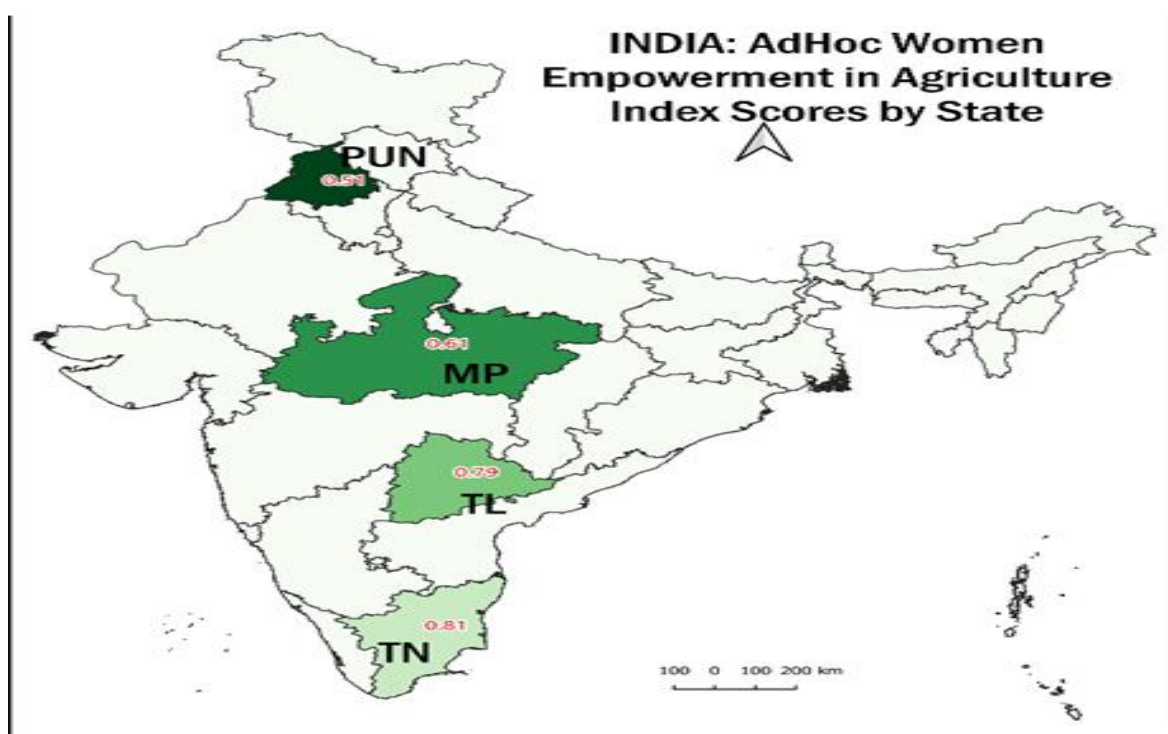 INDIA: AdHoc Women
Empowerment in Agriculture
Index Scores by State
PUN
0.51
0.61
MP
0.79
TL
0.81
TN
100 0 100 200 km